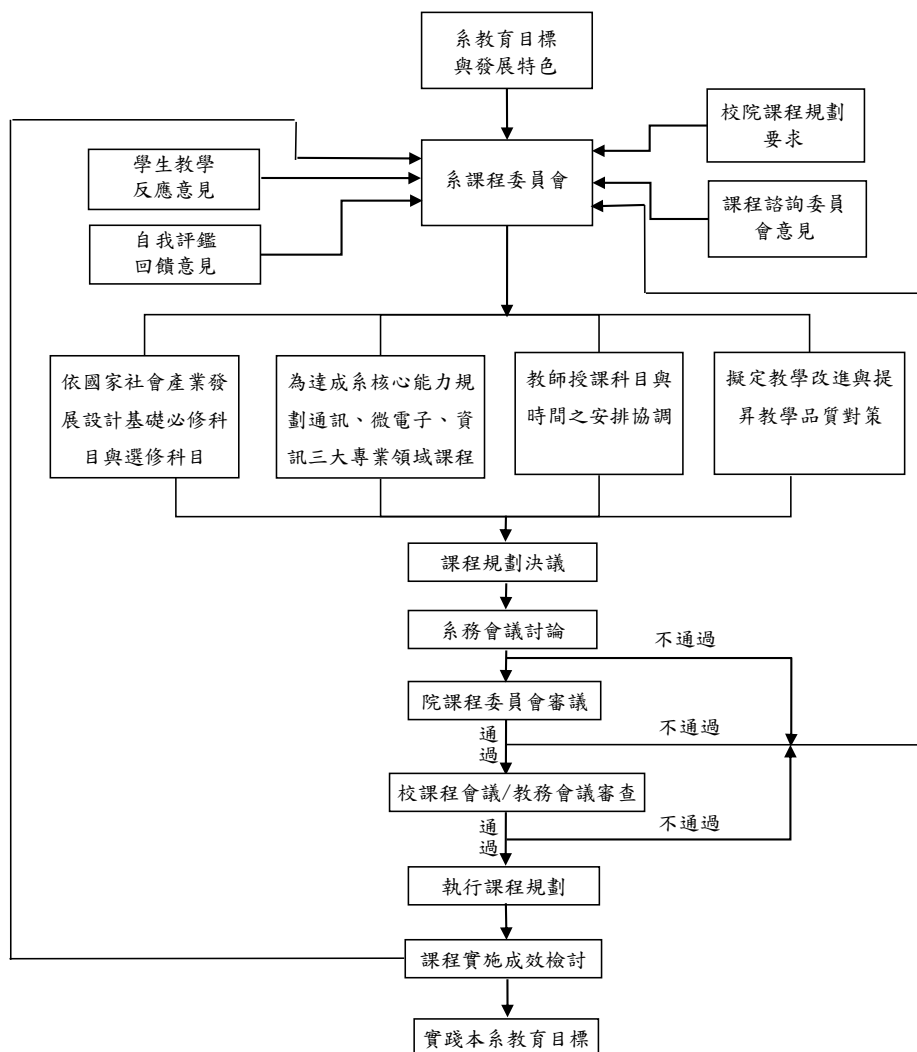 系教育目標
與發展特色
校院課程規劃
要求
學生教學
反應意見
系課程委員會
課程諮詢委員
會意見
自我評鑑
回饋意見
依國家社會產業發
展設計基礎必修科
目與選修科目
為達成系核心能力規
劃通訊、微電子、資
訊三大專業領域課程
教師授課科目與
時間之安排協調
擬定教學改進與提
昇教學品質對策
課程規劃決議
系務會議討論
不通過
院課程委員會審議
通過
不通過
校課程會議/教務會議審查
通過
不通過
執行課程規劃
課程實施成效檢討
實踐本系教育目標